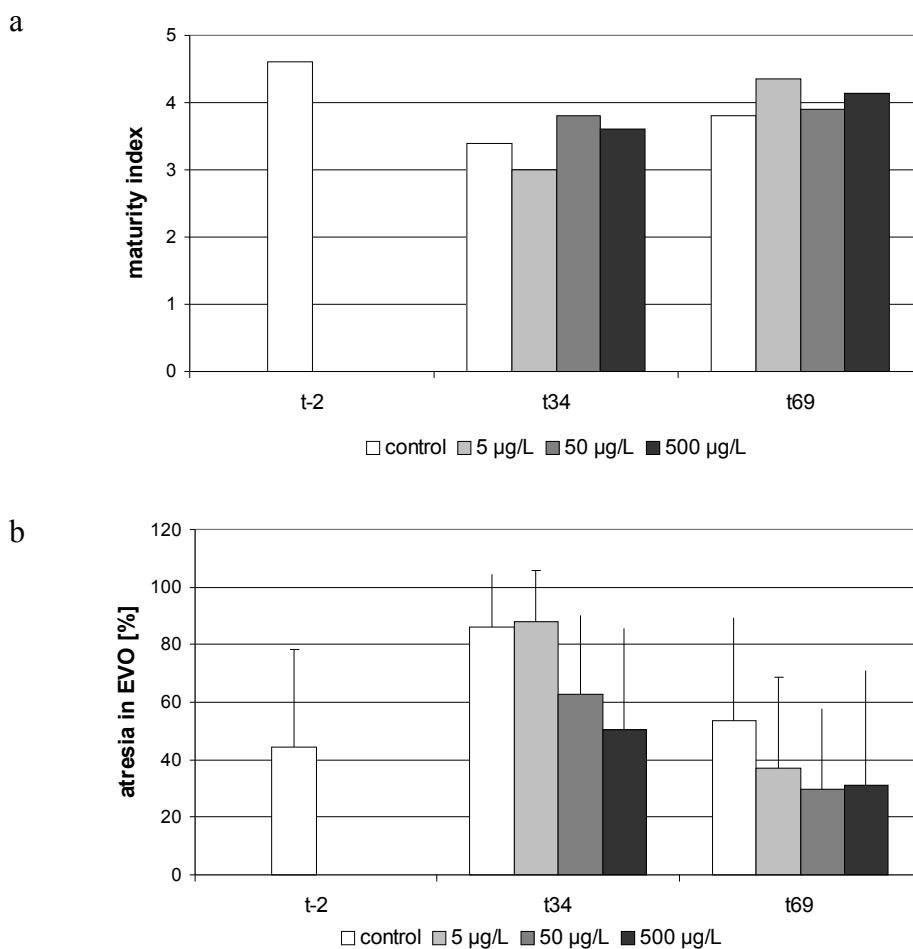 a
5
4
3
2
1
0
maturity index
t-2 t34 t69
control 5 µg/L 50 µg/L 500 µg/L
b
120
100
80
60
40
20
0
atresia in EVO [%]
t-2 t34 t69
control 5 µg/L 50 µg/L 500 µg/L